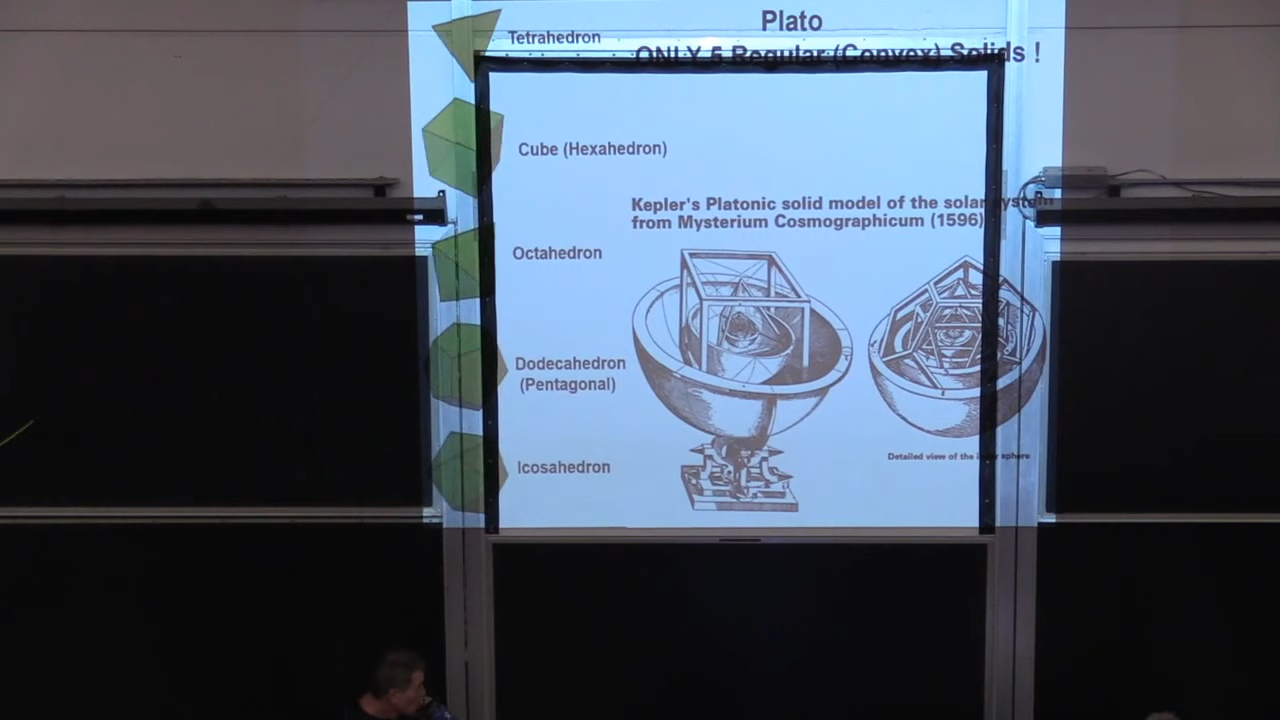 Plato
Tetrahedron
ONLY 5 Regular (Convex) Solids !
Cube (Hexahedron)
Kepler's Platonic solid model of the solar system
from Mysterium Cosmographicum (1596)
Octahedron
Dodecahedron
(Pentagonal)
Detailed view of the inner sphere
Icosahedron